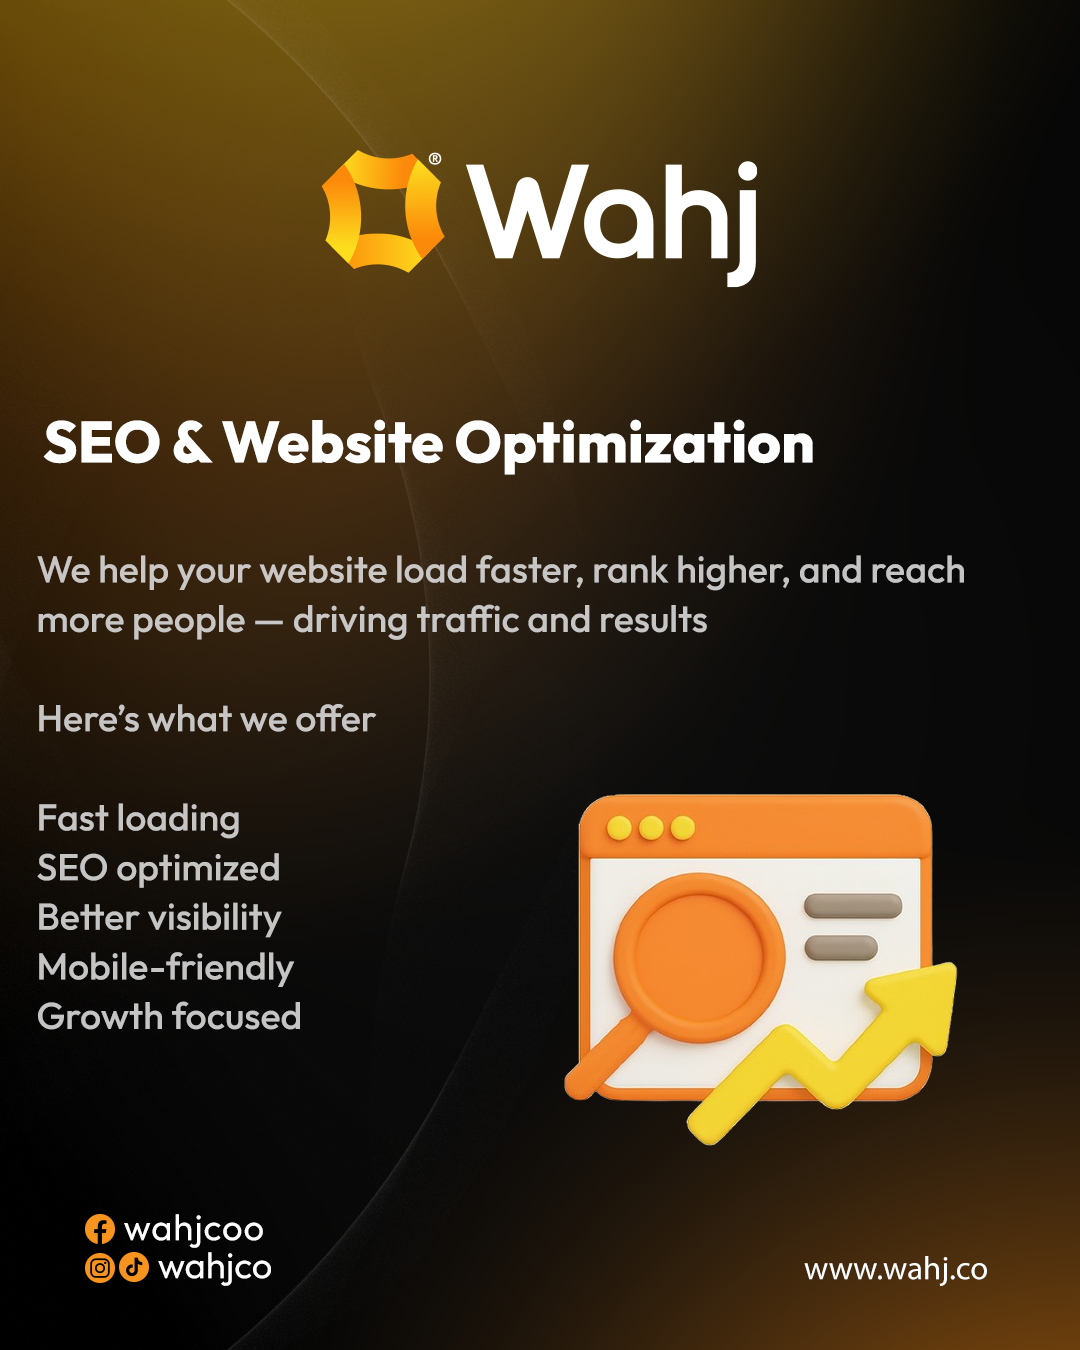 ® Wahj
SEO & Website Optimization
We help your website load faster, rank higher, and reach
more people — driving traffic and results
Here’s what we offer
Fast loading
SEO optimized
Better visibility
Mobile-friendly
Growth focused
wahjcoo
wahjco
www.wahj.co